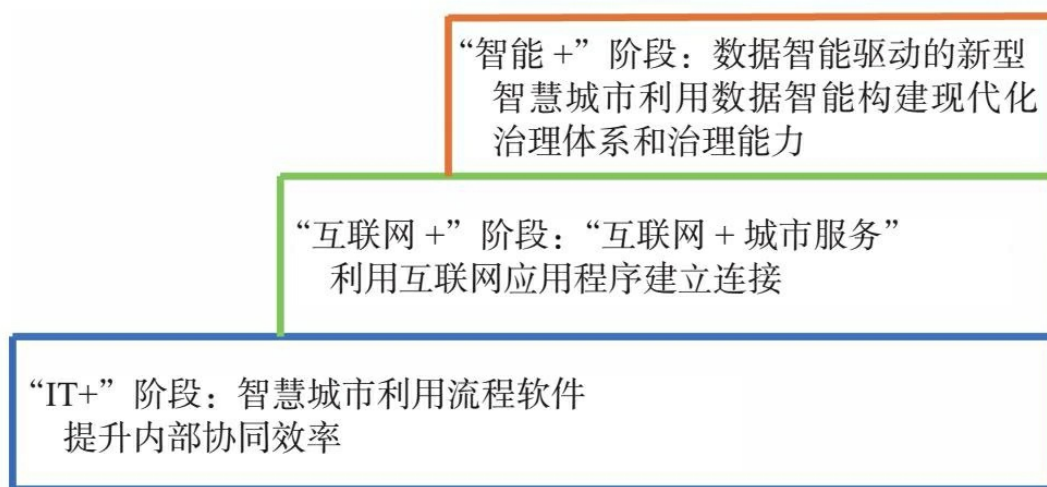 “智能 +” 阶段：数据智能驱动的新型
智慧城市利用数据智能构建现代化
治理体系和治理能力
“互联网 +” 阶段：“互联网 + 城市服务”
利用互联网应用程序建立连接
“IT+” 阶段：智慧城市利用流程软件
提升内部协同效率